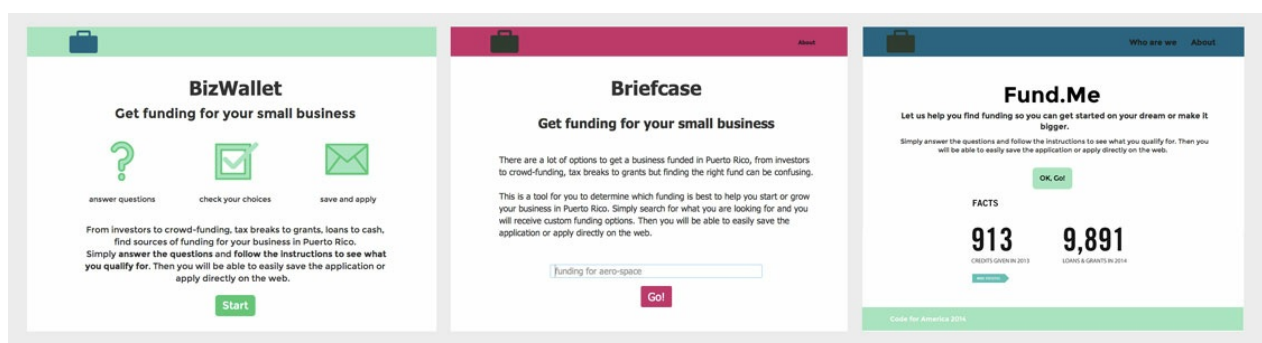 BizWallet
Get funding for your small business
answer questions
check your choices
save and apply
From investors to crowd-funding, tax breaks to grants, loans to cash,
find sources of funding for your business in Puerto Rico.
Simply answer the questions and follow the instructions to see what
you qualify for. Then you will be able to easily save the application or
apply directly on the web.
Start
About
Briefcase
Get funding for your small business
There are a lot of options to get a business funded in Puerto Rico, from investors
to crowd-funding, tax breaks to grants but finding the right fund can be confusing.
This is a tool for you to determine which funding is best to help you start or grow
your business in Puerto Rico. Simply search for what you are looking for and you
will receive custom funding options. Then you will be able to easily save the
application or apply directly on the web.
funding for aero-space
Go!
Who are we About
Fund.Me
Let us help you find funding so you can get started on your dream or make it
bigger.
Simply answer the questions and follow the instructions to see what you qualify for. Then you
will be able to easily save the application or apply directly on the web.
OK, Go!
FACTS
913 9,891
CREDITS GIVEN IN 2013 LOANS & GRANTS IN 2014
Code for America 2014